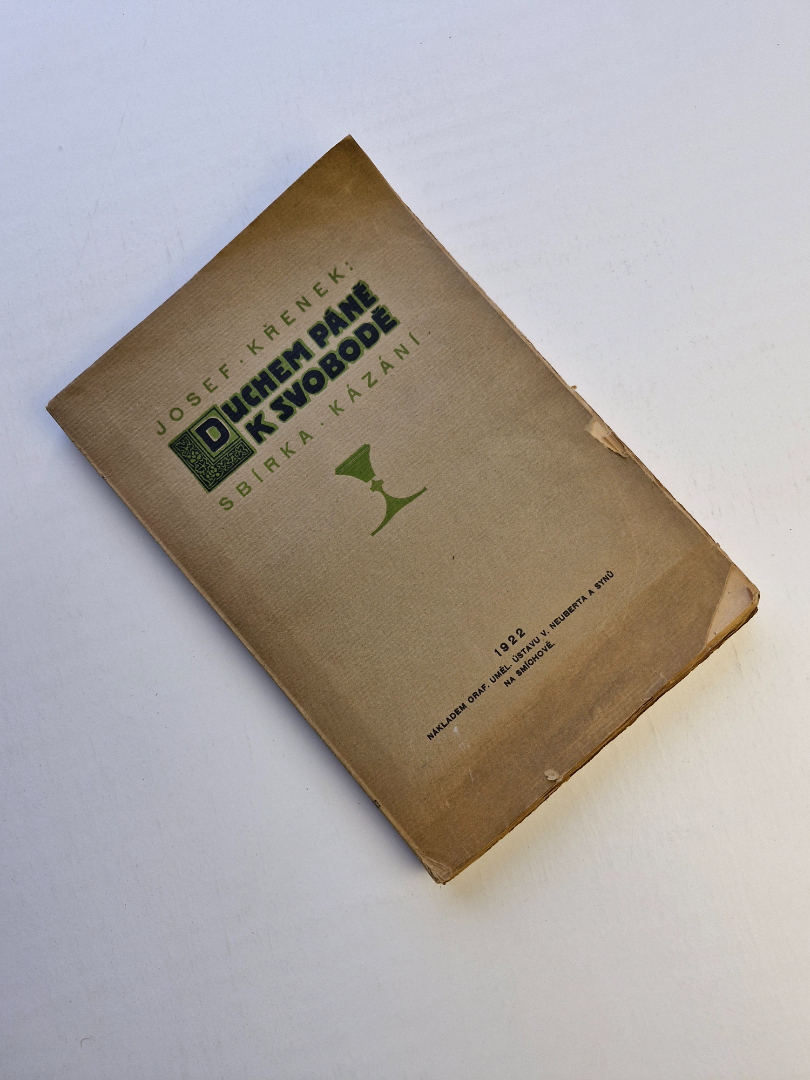 JOSEF · KŘENEK:
DUCHEM PÁNĚ
K SVOBODĚ
SBÍRKA · KÁZÁNÍ.
1922
NÁKLADEM GRAF. UMĚL. ÚSTAVU V. NEUBERTA A SYNŮ
NA SMÍCHOVĚ.